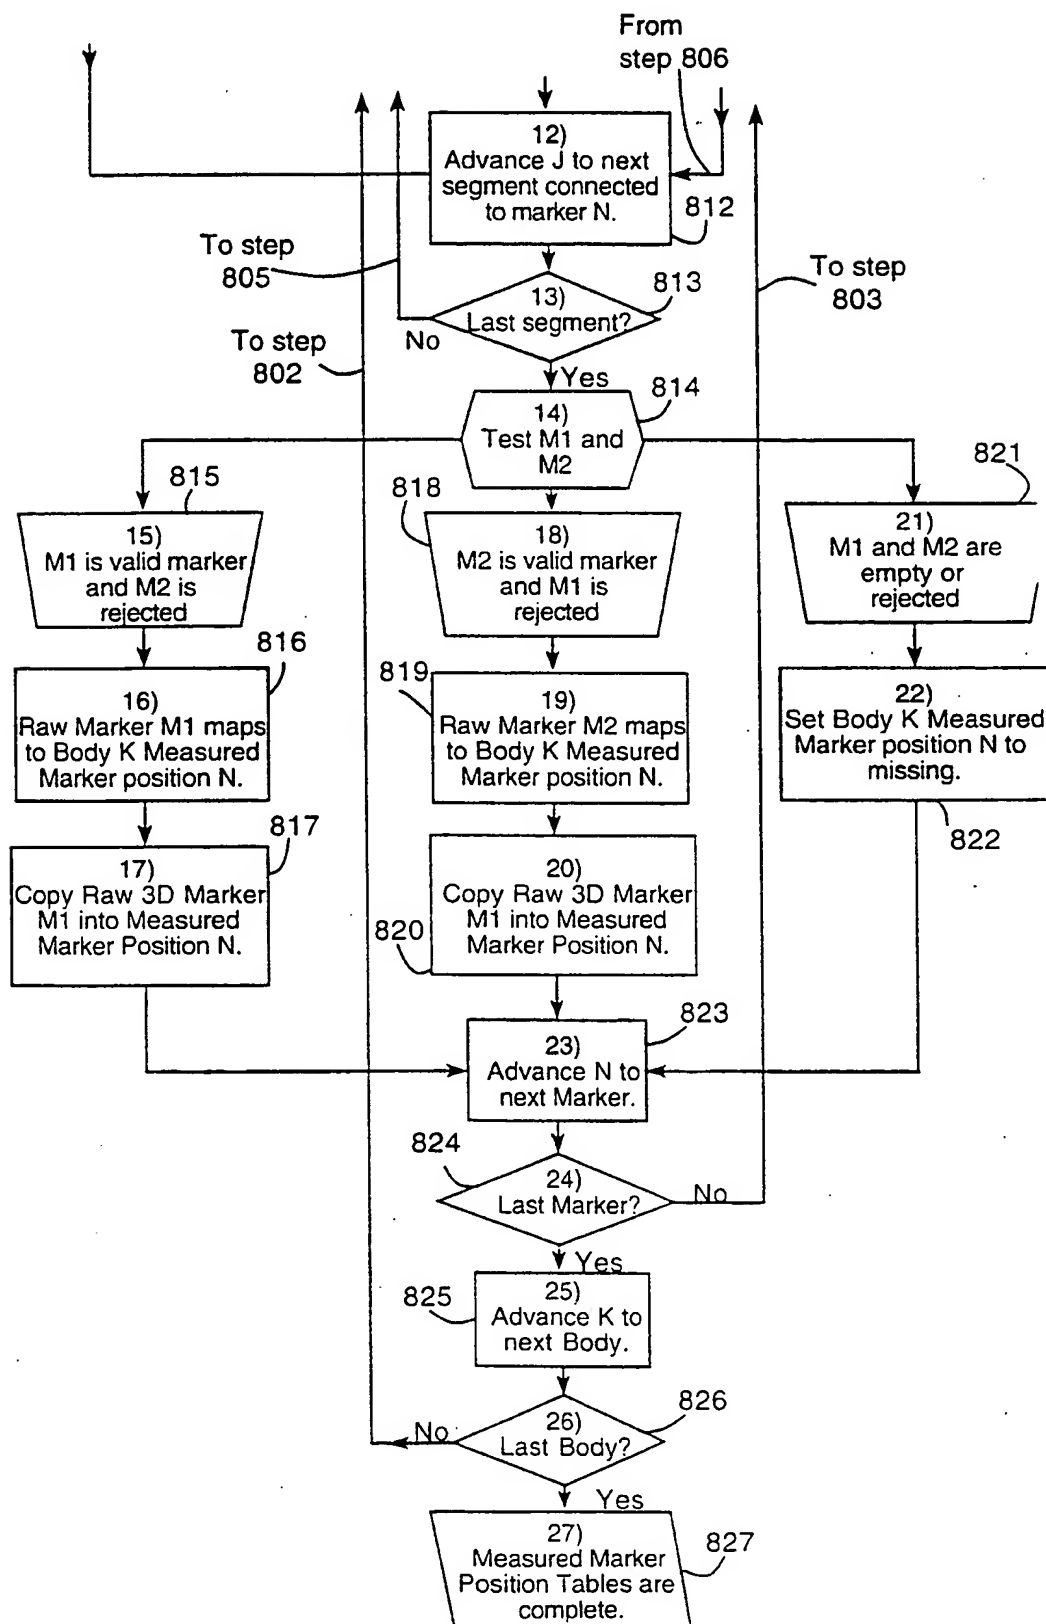 From
step 806
12)
Advance J to next
segment connected
to marker N.
812
To step
805
To step
803
13)
Last segment?
813
No
Yes
To step
802
14)
Test M1 and
M2
814
815
15)
M1 is valid marker
and M2 is
rejected
818
18)
M2 is valid marker
and M1 is
rejected
821
21)
M1 and M2 are
empty or
rejected
816
16)
Raw Marker M1 maps
to Body K Measured
Marker position N.
819
19)
Raw Marker M2 maps
to Body K Measured
Marker position N.
22)
Set Body K Measured
Marker position N to
missing.
822
817
17)
Copy Raw 3D Marker
M1 into Measured
Marker Position N.
820
20)
Copy Raw 3D Marker
M1 into Measured
Marker Position N.
823
23)
Advance N to
next Marker.
824
24)
Last Marker?
No
Yes
825
25)
Advance K to
next Body.
826
26)
Last Body?
No
Yes
27)
Measured Marker
Position Tables are
complete.
827